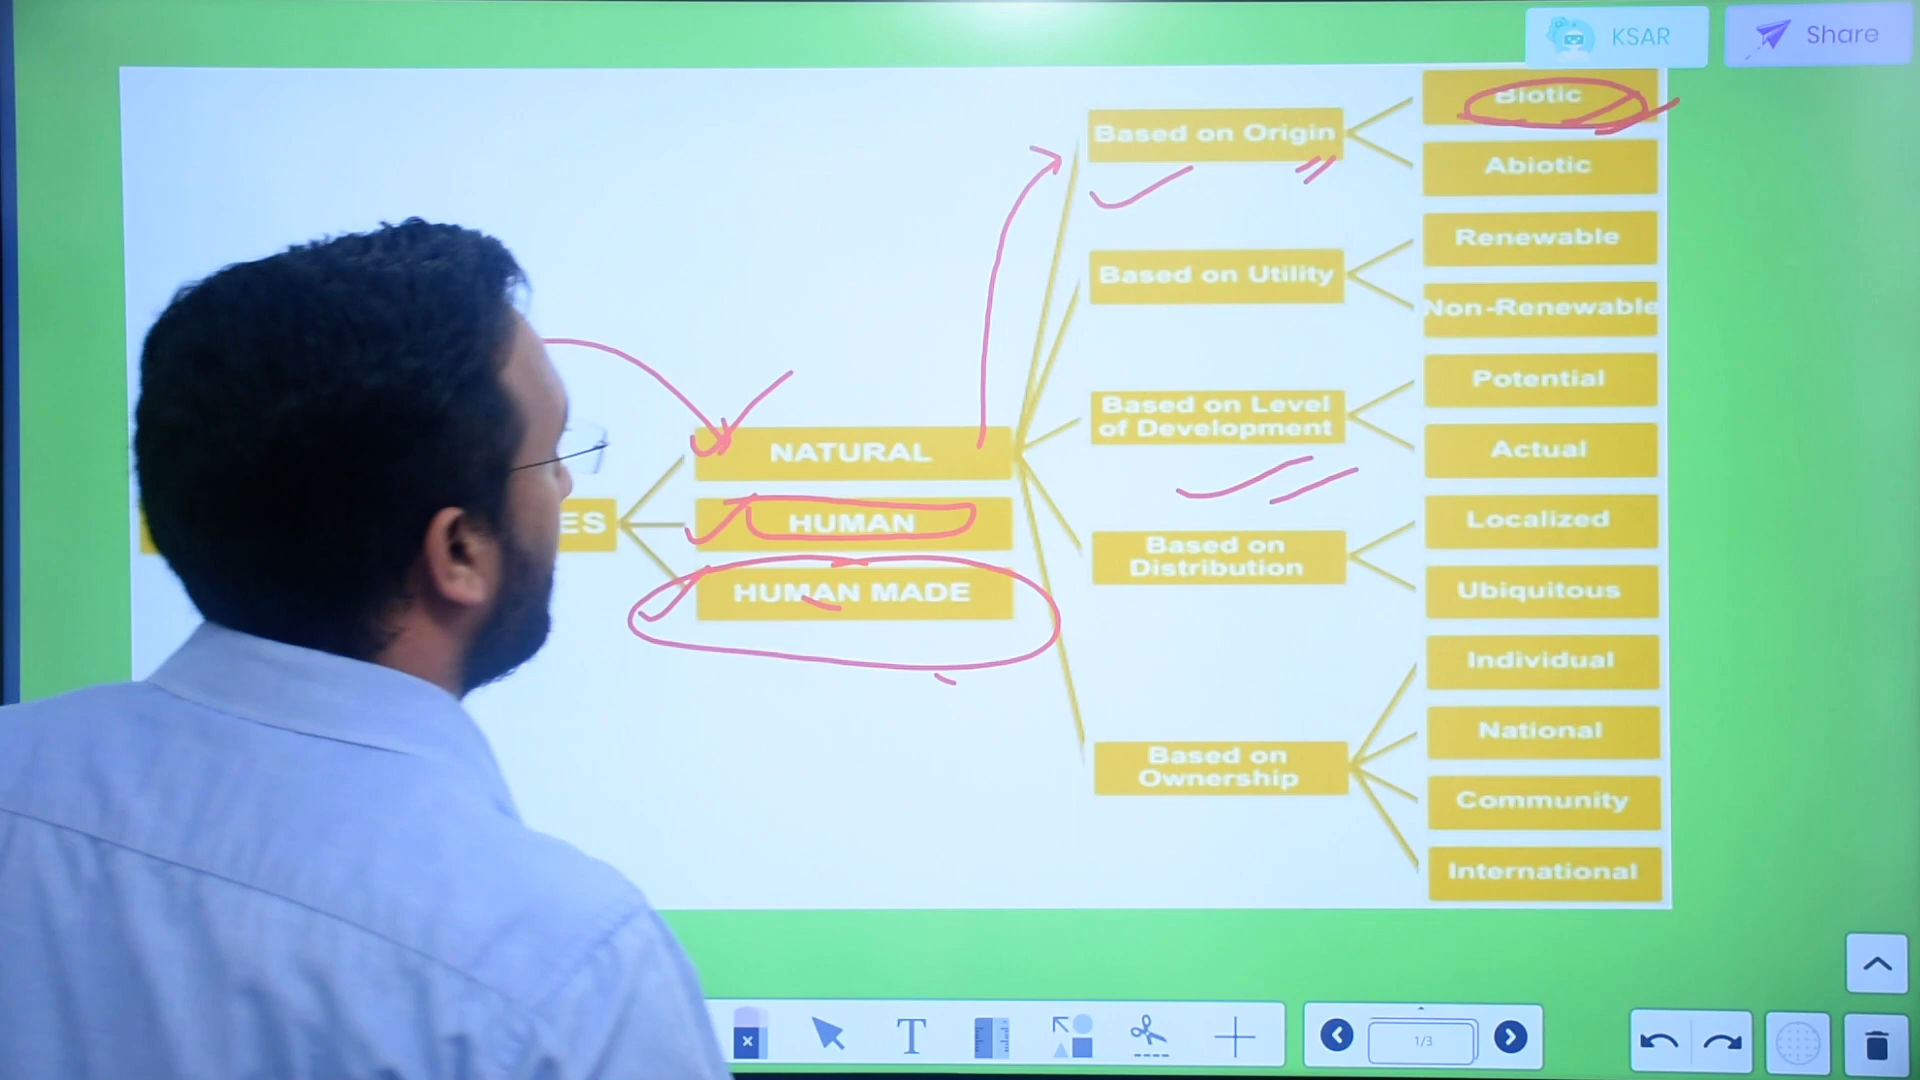 KSAR
Share
Biotic
Based on Origin
Abiotic
Renewable
Based on Utility
Non-Renewable
Potential
Based on Level
of Development
Actual
NATURAL
HUMAN
HUMAN MADE
ES
Localized
Based on
Distribution
Ubiquitous
Individual
National
Based on
Ownership
Community
International
T
1/3